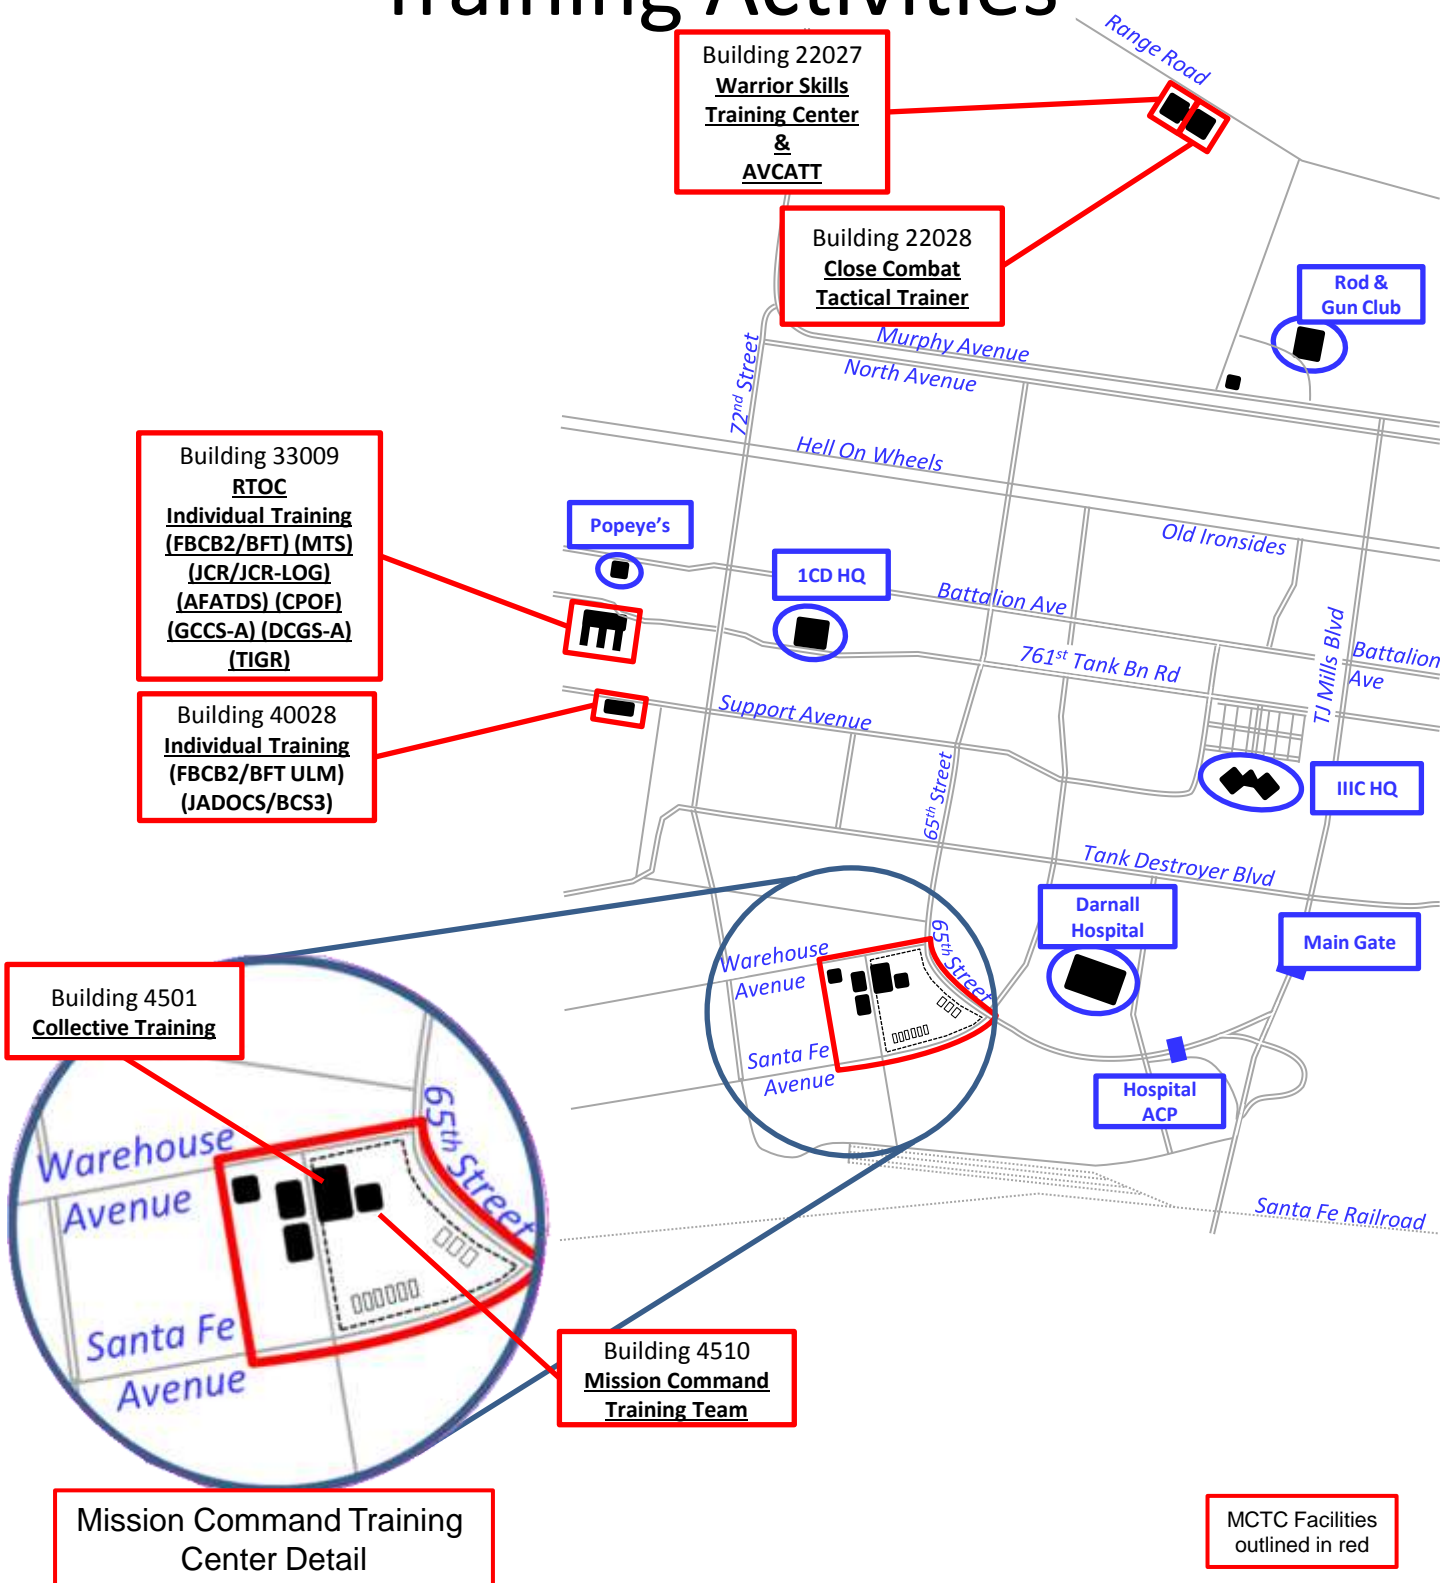 Training Activities
Range Road
Building 22027
Warrior Skills
Training Center
&
AVCATT
Building 22028
Close Combat
Tactical Trainer
Rod &
Gun Club
Murphy Avenue
North Avenue
72nd Street
Hell On Wheels
Building 33009
RTOC
Individual Training
(FBCB2/BFT) (MTS)
(JCR/JCR-LOG)
(AFATDS) (CPOF)
(GCCS-A) (DCGS-A)
(TIGR)
Popeye’s
1CD HQ
Old Ironsides
Battalion Ave
761st Tank Bn Rd
TJ Mills Blvd
Battalion
Ave
Building 40028
Individual Training
(FBCB2/BFT ULM)
(JADOCS/BCS3)
Support Avenue
65th Street
IIIC HQ
Tank Destroyer Blvd
Darnall
Hospital
Main Gate
Warehouse
Avenue
65th Street
Santa Fe
Avenue
Hospital
ACP
Santa Fe Railroad
Building 4501
Collective Training
Warehouse
Avenue
65th Street
Santa Fe
Avenue
Building 4510
Mission Command
Training Team
Mission Command Training
Center Detail
MCTC Facilities
outlined in red